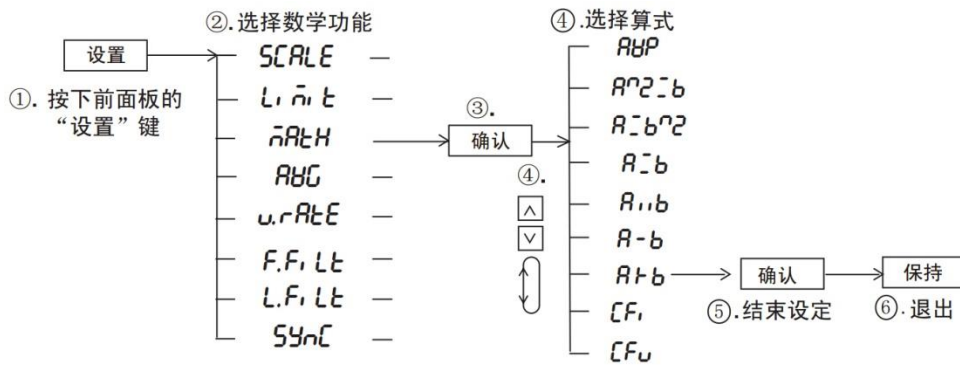 ②.选择数学功能
④.选择算式
设置
①. 按下前面板的
“设置”键
SCALE
Limit
MAtH
AVG
u.rAtE
F.FiLt
L.FiLt
SYnC
③.
确认
④.
AVP
A^2_b
A_b^2
A-b
A+b
CFi
CFu
确认
⑤.结束设定
保持
⑥.退出